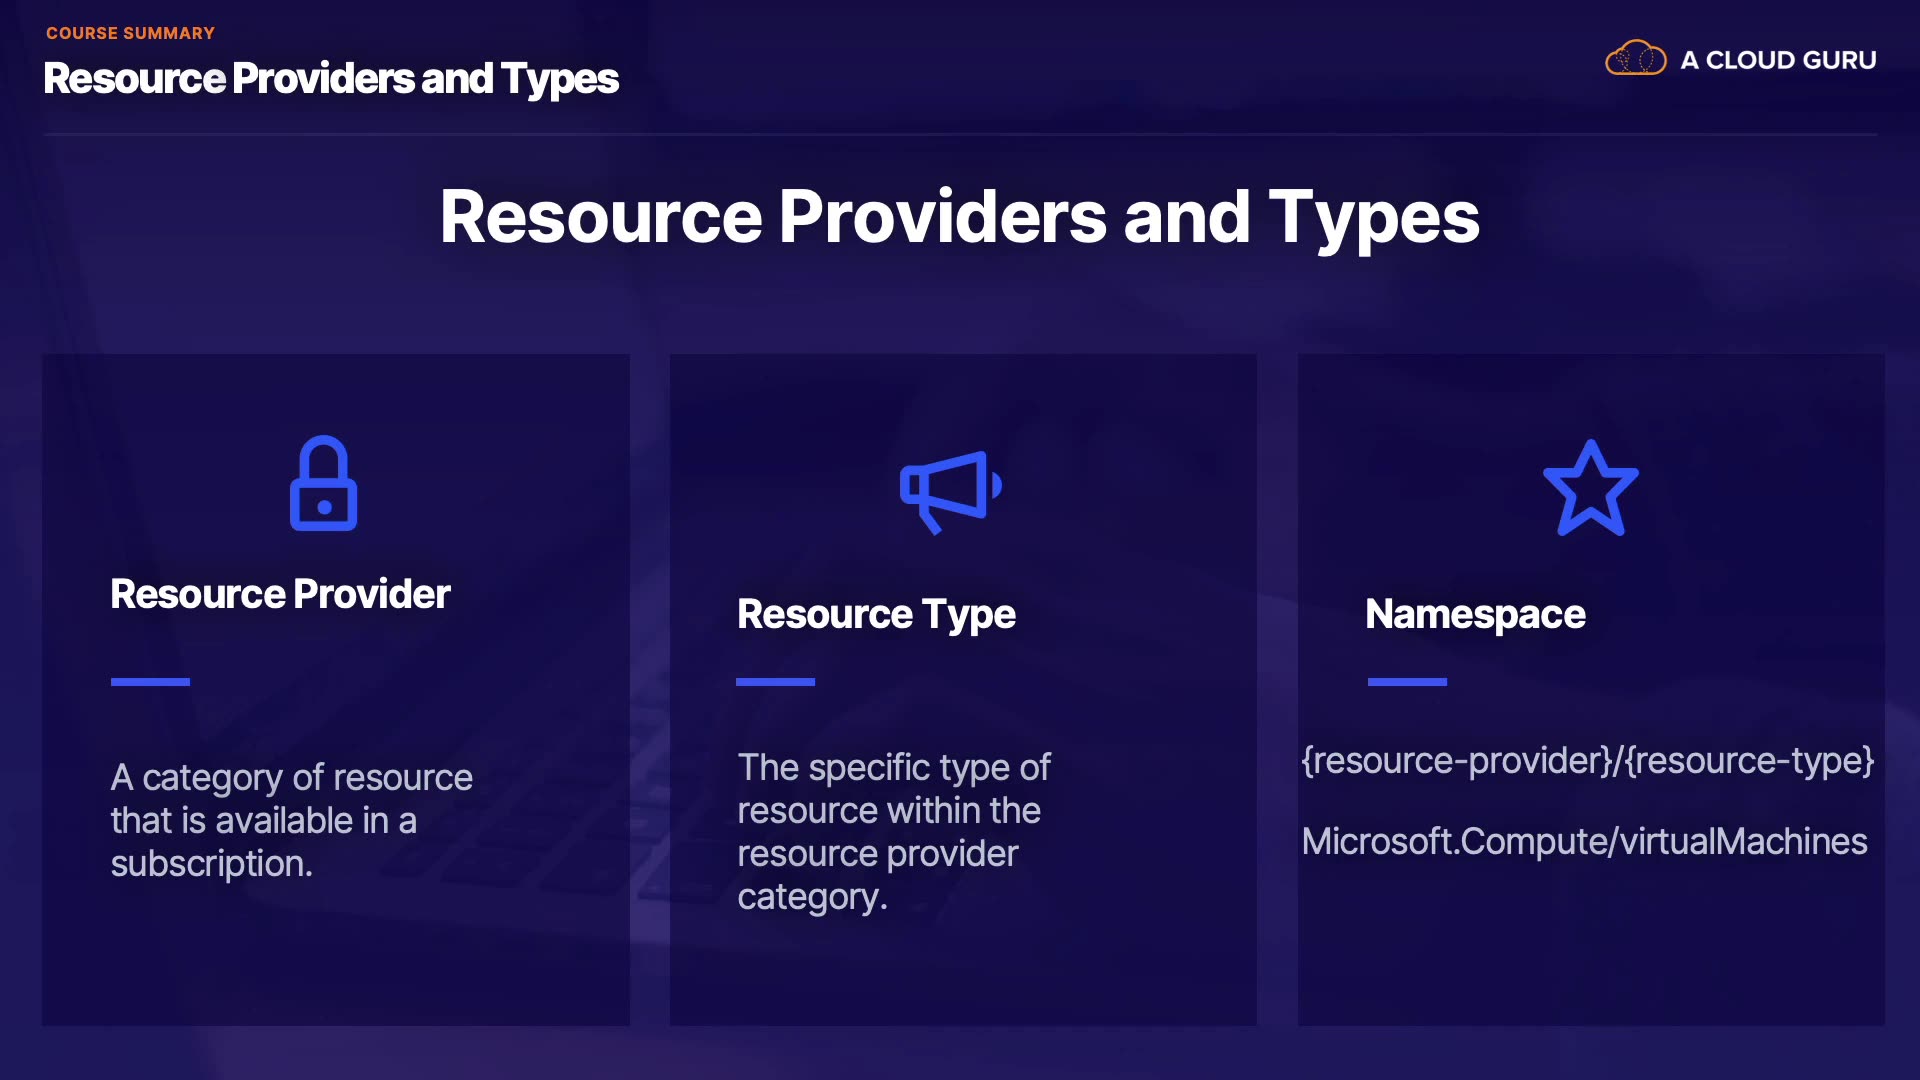 COURSE SUMMARY
Resource Providers and Types
A CLOUD GURU
Resource Providers and Types
Resource Provider
A category of resource
that is available in a
subscription.
Resource Type
The specific type of
resource within the
resource provider
category.
Namespace
{resource-provider}/{resource-type}
Microsoft.Compute/virtualMachines